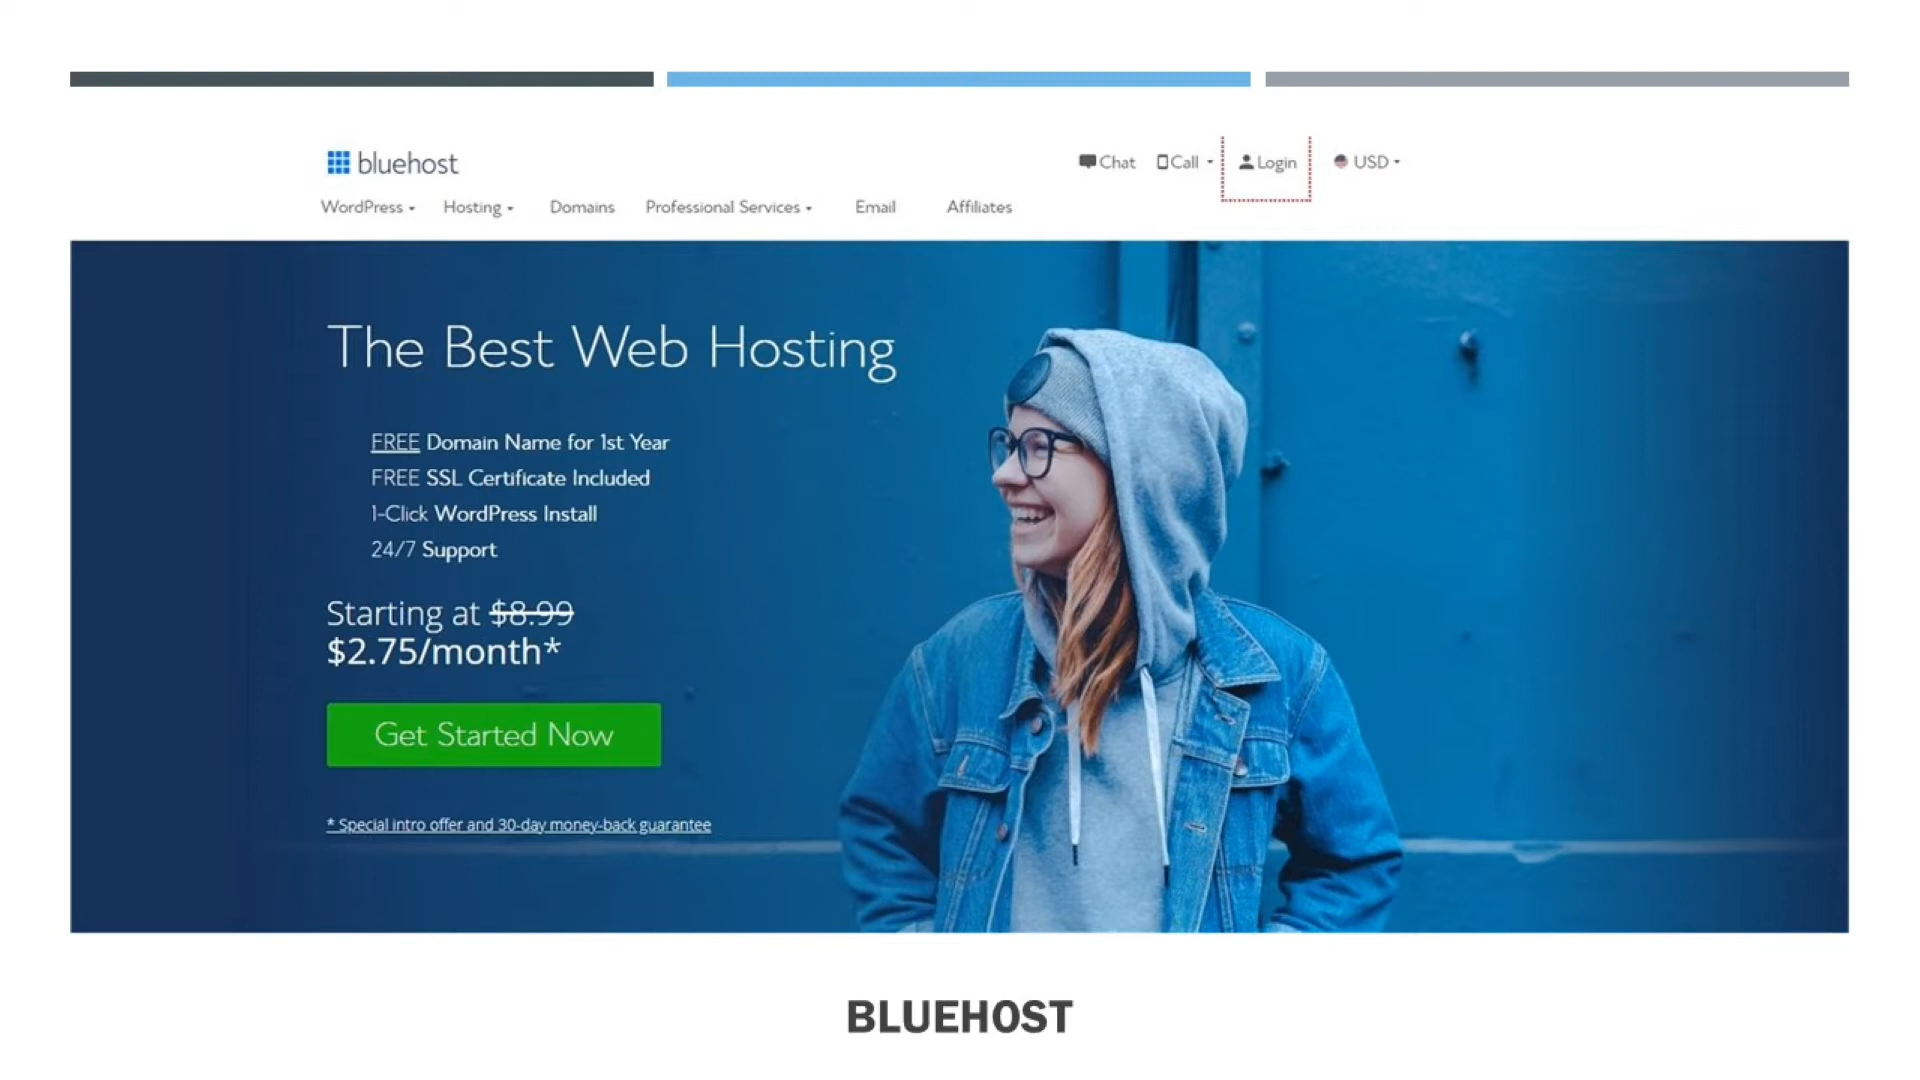 bluehost
Chat Call Login USD
WordPress Hosting Domains Professional Services Email Affiliates
The Best Web Hosting
FREE Domain Name for 1st Year
FREE SSL Certificate Included
1-Click WordPress Install
24/7 Support
Starting at $8.99
$2.75/month*
Get Started Now
* Special intro offer and 30-day money-back guarantee
BLUEHOST